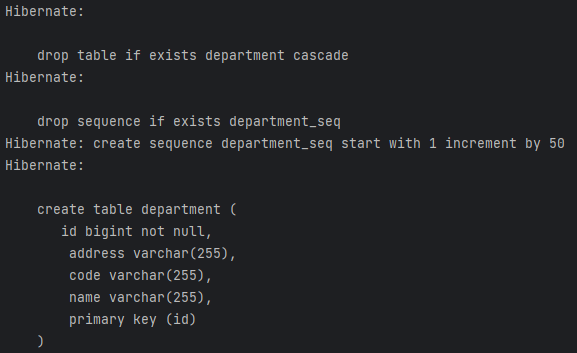 Hibernate:
drop table if exists department cascade
Hibernate:
drop sequence if exists department_seq
Hibernate: create sequence department_seq start with 1 increment by 50
Hibernate:
create table department (
id bigint not null,
address varchar(255),
code varchar(255),
name varchar(255),
primary key (id)
)